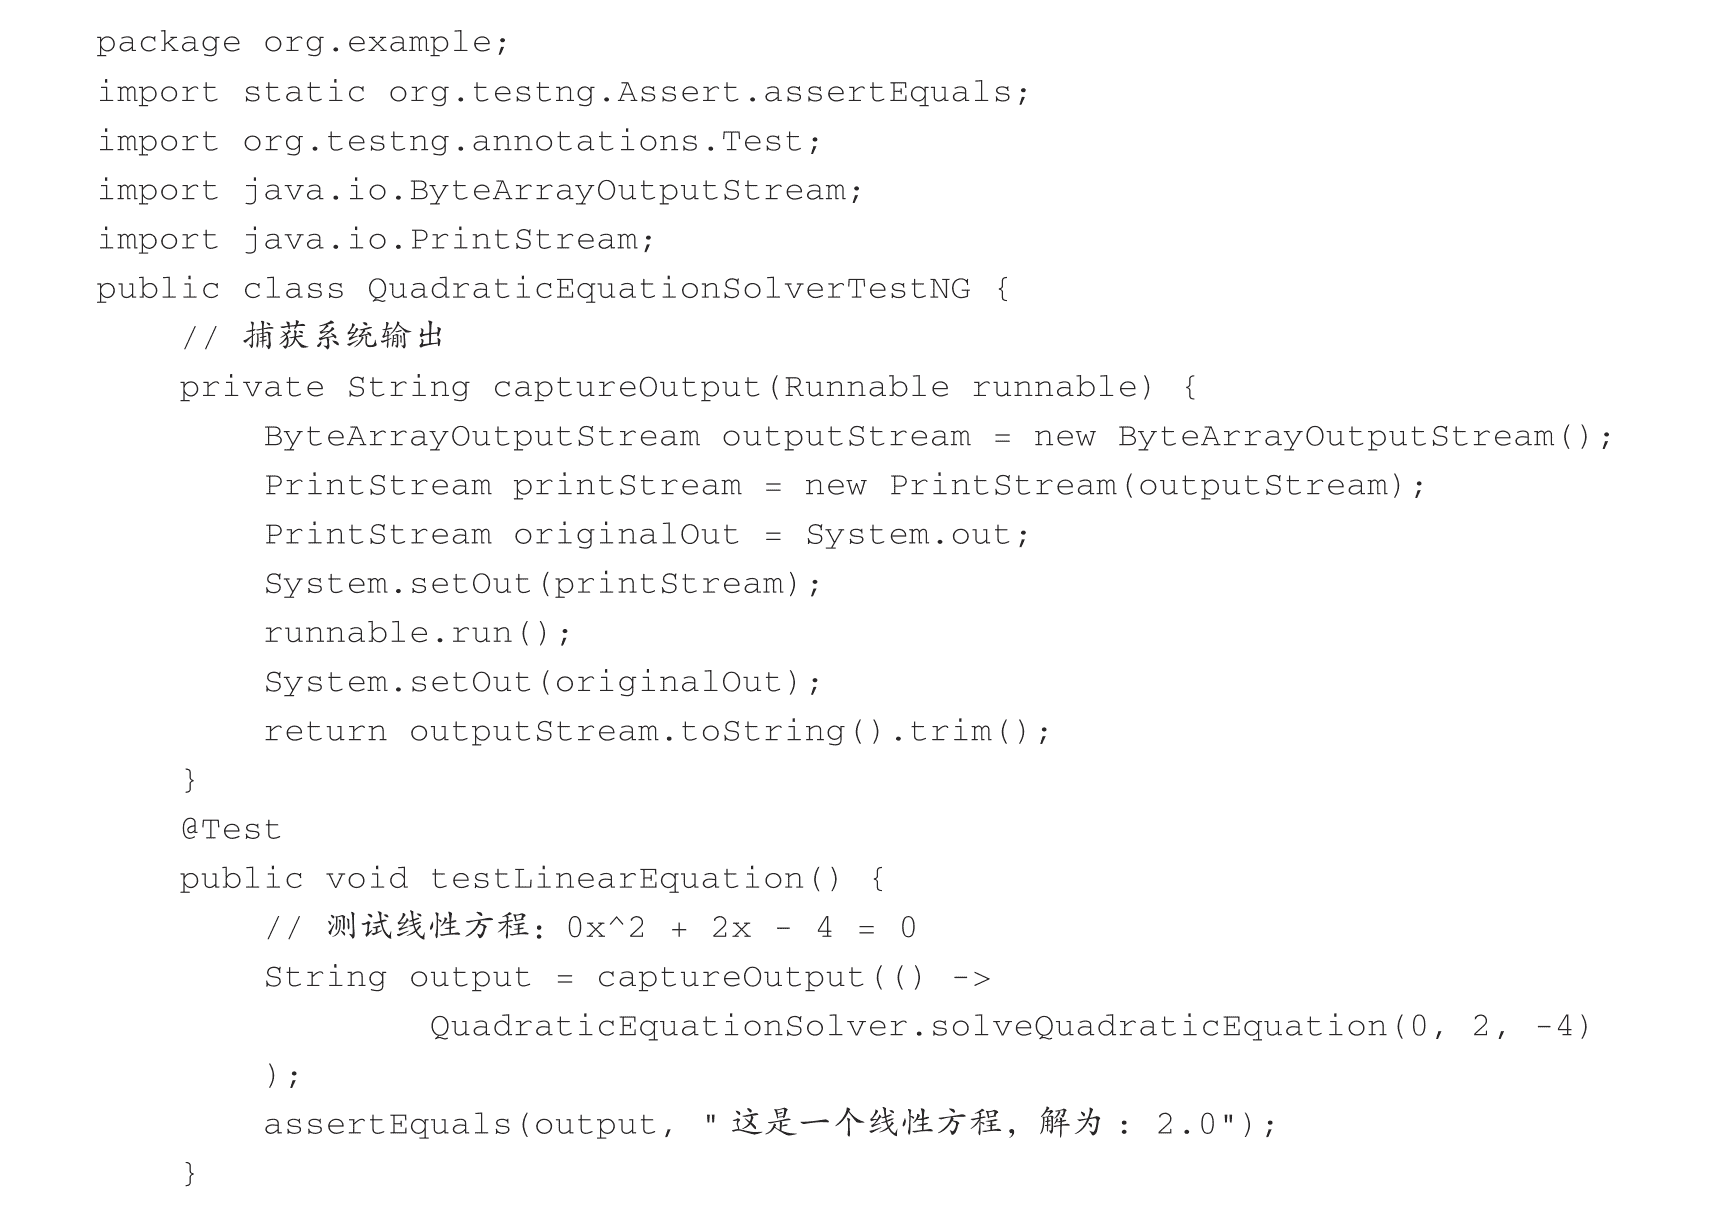 package org.example;
import static org.testng.Assert.assertEquals;
import org.testng.annotations.Test;
import java.io.ByteArrayOutputStream;
import java.io.PrintStream;
public class QuadraticEquationSolverTestNG {
    // 捕获系统输出
    private String captureOutput(Runnable runnable) {
        ByteArrayOutputStream outputStream = new ByteArrayOutputStream();
        PrintStream printStream = new PrintStream(outputStream);
        PrintStream originalOut = System.out;
        System.setOut(printStream);
        runnable.run();
        System.setOut(originalOut);
        return outputStream.toString().trim();
    }
    @Test
    public void testLinearEquation() {
        // 测试线性方程：0x^2 + 2x - 4 = 0
        String output = captureOutput(() ->
                QuadraticEquationSolver.solveQuadraticEquation(0, 2, -4)
        );
        assertEquals(output, "这是一个线性方程，解为: 2.0");
    }